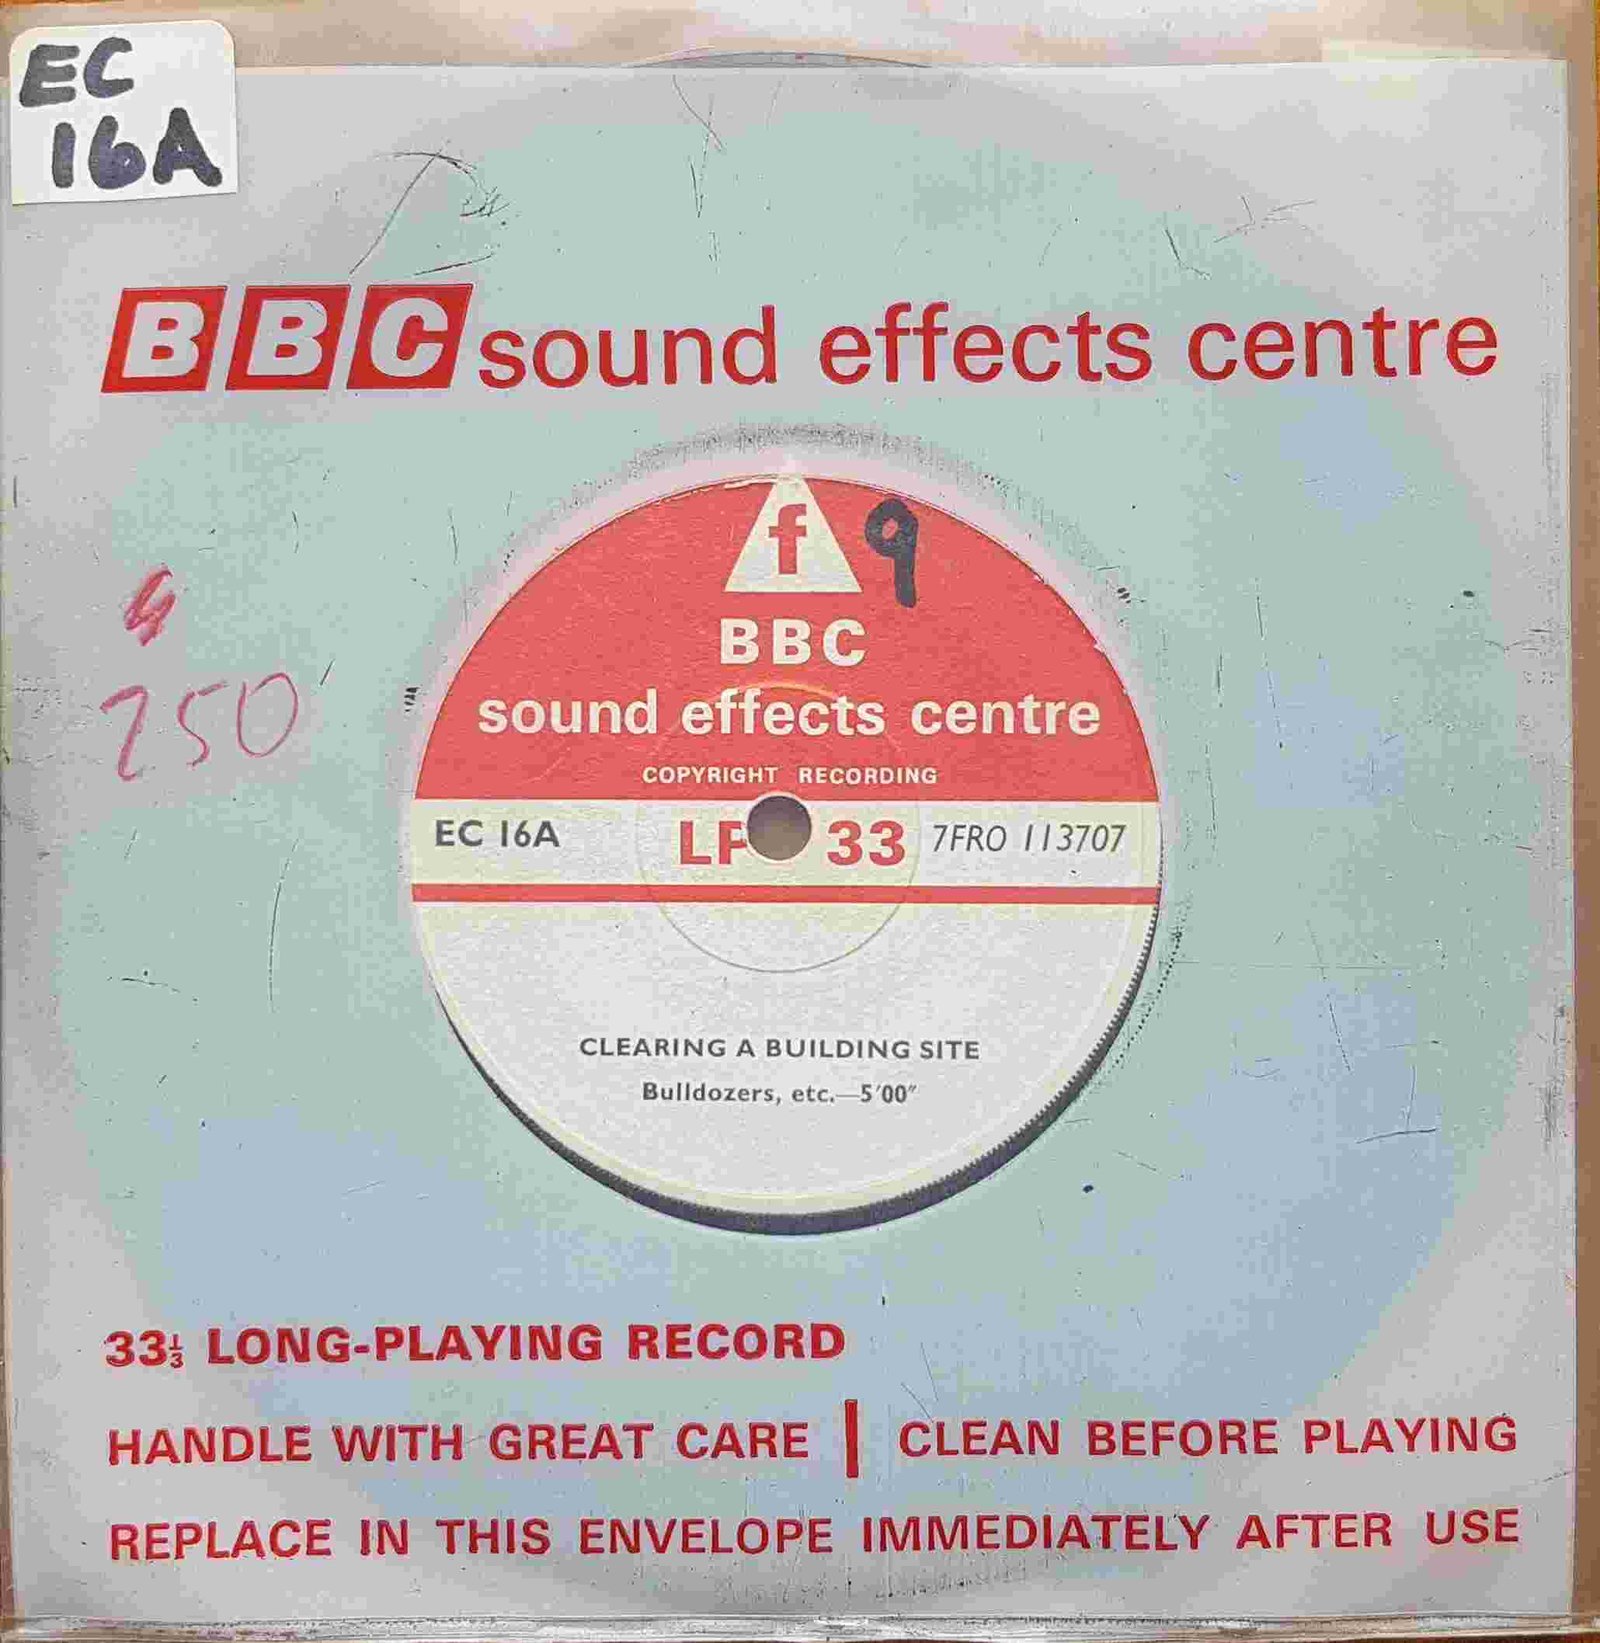 EC
16A
BBC sound effects centre
f 9
BBC
sound effects centre
COPYRIGHT RECORDING
EC 16A LP 33 7FRO 113707
250
CLEARING A BUILDING SITE
Bulldozers, etc.—5′00″
33⅓ LONG-PLAYING RECORD
HANDLE WITH GREAT CARE | CLEAN BEFORE PLAYING
REPLACE IN THIS ENVELOPE IMMEDIATELY AFTER USE